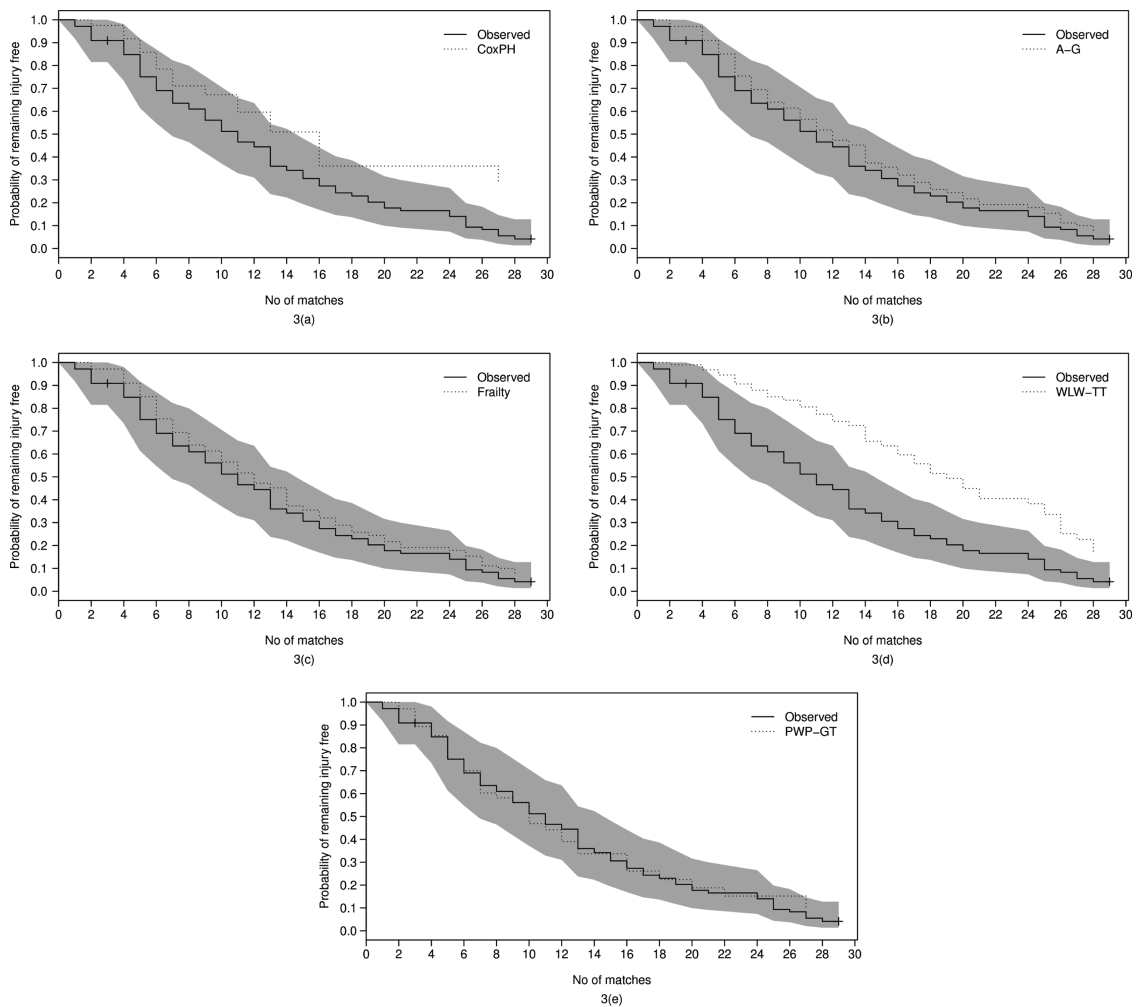 Probability of remaining injury free
1.0
0.9
0.8
0.7
0.6
0.5
0.4
0.3
0.2
0.1
0.0
Observed
CoxPH
0 2 4 6 8 10 12 14 16 18 20 22 24 26 28 30
No of matches
3(a)
Probability of remaining injury free
1.0
0.9
0.8
0.7
0.6
0.5
0.4
0.3
0.2
0.1
0.0
Observed
A−G
0 2 4 6 8 10 12 14 16 18 20 22 24 26 28 30
No of matches
3(b)
Probability of remaining injury free
1.0
0.9
0.8
0.7
0.6
0.5
0.4
0.3
0.2
0.1
0.0
Observed
Frailty
0 2 4 6 8 10 12 14 16 18 20 22 24 26 28 30
No of matches
3(c)
Probability of remaining injury free
1.0
0.9
0.8
0.7
0.6
0.5
0.4
0.3
0.2
0.1
0.0
Observed
WLW−TT
0 2 4 6 8 10 12 14 16 18 20 22 24 26 28 30
No of matches
3(d)
Probability of remaining injury free
1.0
0.9
0.8
0.7
0.6
0.5
0.4
0.3
0.2
0.1
0.0
Observed
PWP−GT
0 2 4 6 8 10 12 14 16 18 20 22 24 26 28 30
No of matches
3(e)